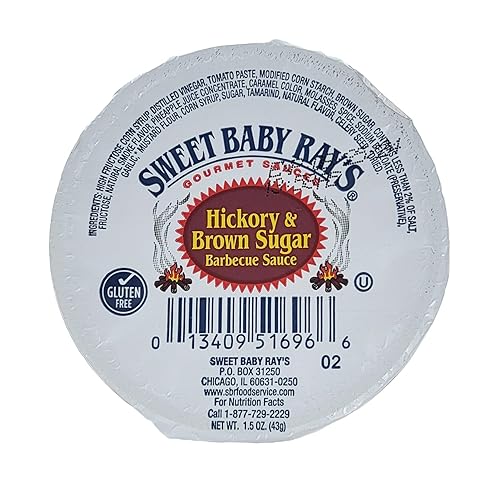 INGREDIENTS: HIGH FRUCTOSE CORN SYRUP, DISTILLED VINEGAR, TOMATO PASTE, MODIFIED CORN STARCH, BROWN SUGAR, CONTAINS LESS THAN 2% OF SALT,
FRUCTOSE, NATURAL SMOKE FLAVOR, PINEAPPLE JUICE CONCENTRATE, CARAMEL COLOR, MOLASSES, SPICE, SODIUM BENZOATE (PRESERVATIVE),
GARLIC,* MUSTARD FLOUR, CORN SYRUP, SUGAR, TAMARIND, NATURAL FLAVOR, CELERY SEED. *DRIED
SWEET BABY RAY'S®
GOURMET SAUCES
Hickory &
Brown Sugar
Barbecue Sauce
GLUTEN
FREE
U
0 13409 51696 6
SWEET BABY RAY'S
02
P.O. BOX 31250
CHICAGO, IL 60631-0250
www.sbrfoodservice.com
For Nutrition Facts
Call 1-877-729-2229
NET WT. 1.5 OZ. (43g)